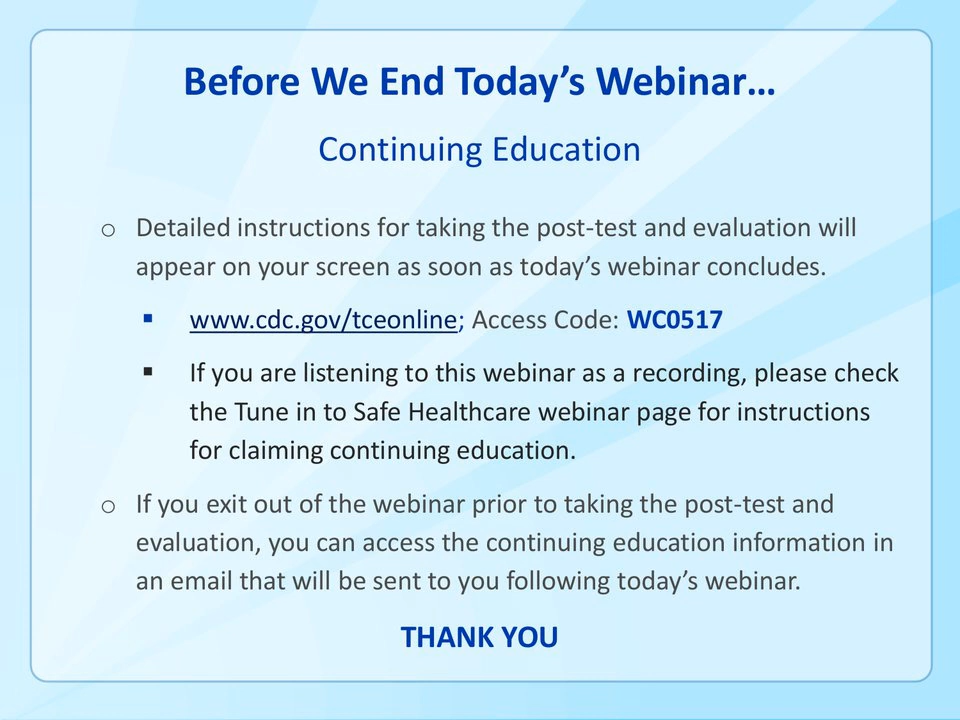 Before We End Today’s Webinar…
Continuing Education
o Detailed instructions for taking the post-test and evaluation will
appear on your screen as soon as today’s webinar concludes.
▪ www.cdc.gov/tceonline; Access Code: WC0517
▪ If you are listening to this webinar as a recording, please check
the Tune in to Safe Healthcare webinar page for instructions
for claiming continuing education.
o If you exit out of the webinar prior to taking the post-test and
evaluation, you can access the continuing education information in
an email that will be sent to you following today’s webinar.
THANK YOU